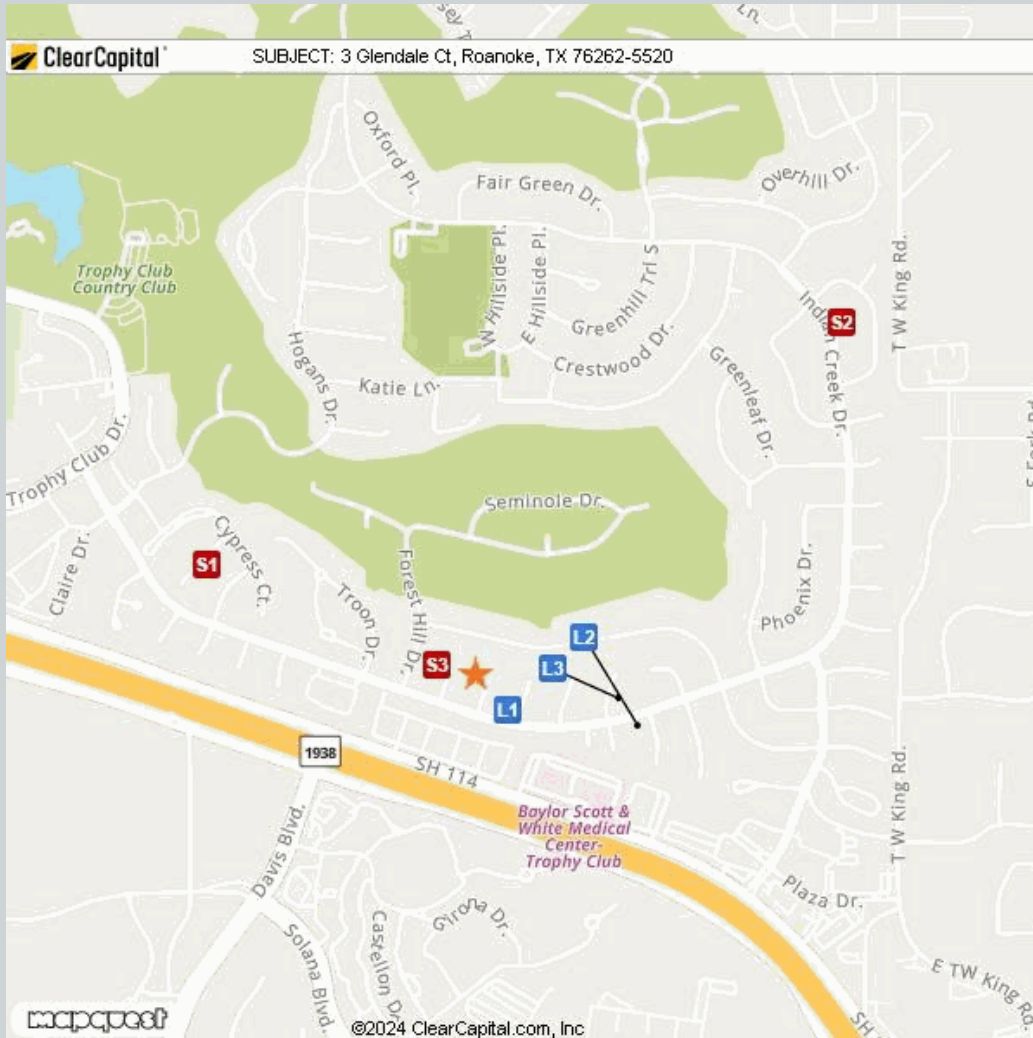 Ln.
ClearCapital
SUBJECT: 3 Glendale Ct, Roanoke, TX 76262-5520
Oxford Pl.
Fair Green Dr.
Overhill Dr.
T W King Rd.
W Hillside Pl.
E Hillside Pl.
Greenhill Trl S
Trophy Club
Country Club
Indian Creek Dr.
S2
Hogans Dr.
Crestwood Dr.
Greenleaf Dr.
Katie Ln.
Trophy Club Dr.
Seminole Dr.
Cypress Ct.
Claire Dr.
S1
Forest Hill Dr.
Troon Dr.
Phoenix Dr.
L2
S3
L3
L1
1938
SH 114
T W King Rd.
Baylor Scott &
White Medical
Center-
Trophy Club
Davis Blvd.
Plaza Dr.
Girona Dr.
Castellon Dr.
Solana Blvd.
E TW King Rd.
SH
mapquest
©2024 ClearCapital.com, Inc